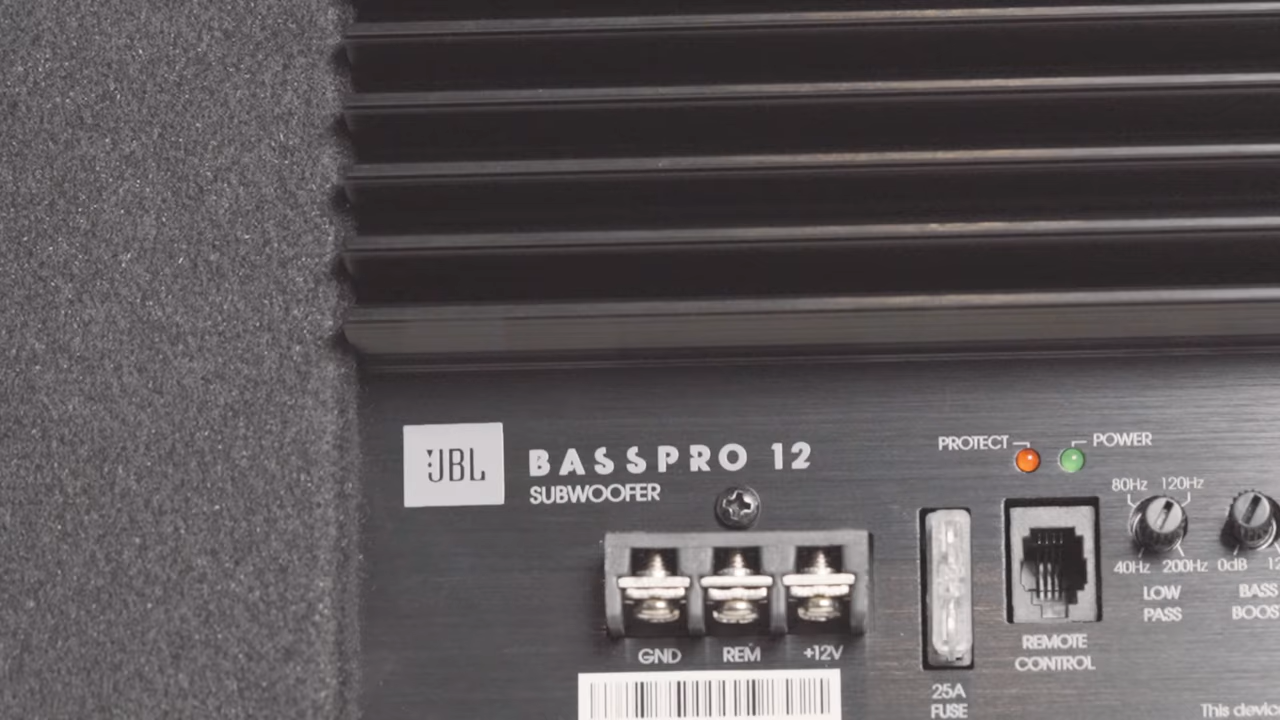 JBL BASSPRO 12
SUBWOOFER
PROTECT POWER
80Hz 120Hz
40Hz 200Hz 0dB
LOW
PASS
BASS
REMOTE
CONTROL
GND REM +12V
25A
FUSE
This